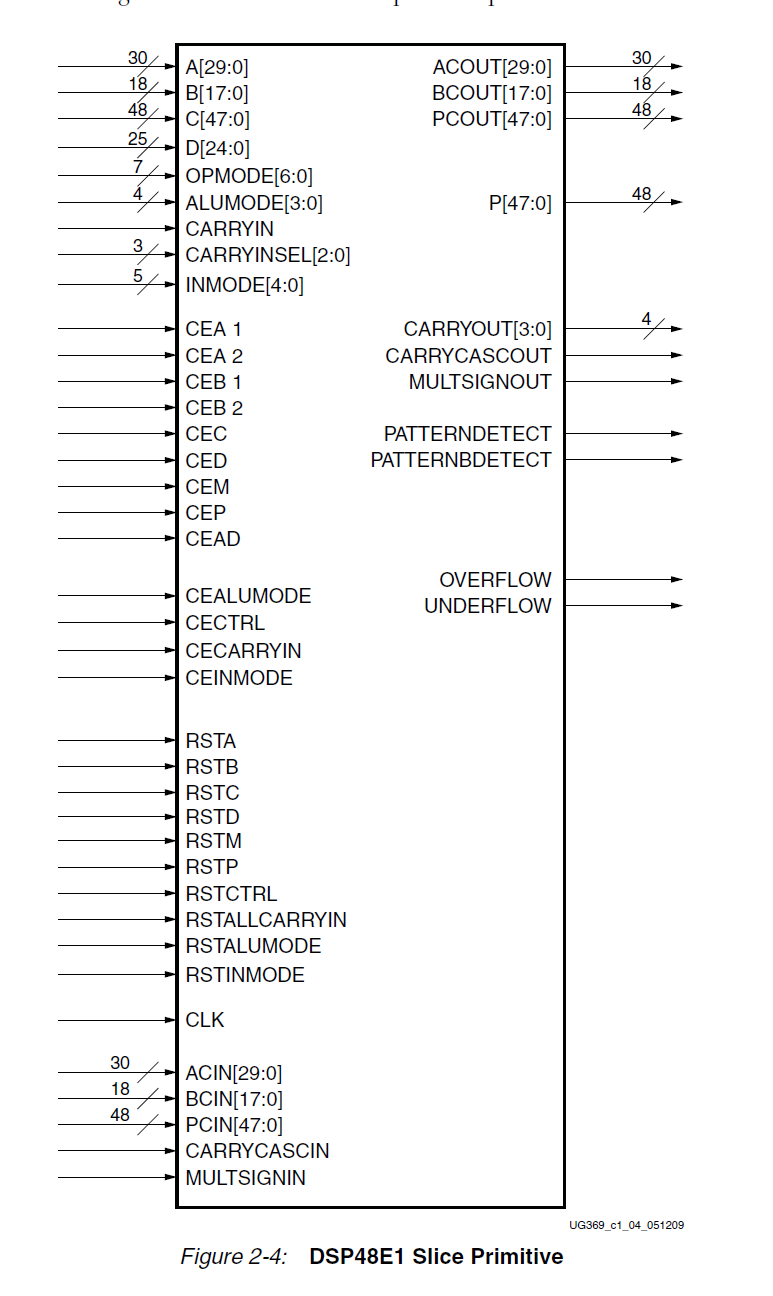 30 A[29:0] ACOUT[29:0] 30
18 B[17:0] BCOUT[17:0] 18
48 C[47:0] PCOUT[47:0] 48
25 D[24:0]
7 OPMODE[6:0]
4 ALUMODE[3:0] P[47:0] 48
CARRYIN
3 CARRYINSEL[2:0]
5 INMODE[4:0]
CEA 1 CARRYOUT[3:0] 4
CEA 2 CARRYCASCOUT
CEB 1 MULTSIGNOUT
CEB 2
CEC PATTERNDETECT
CED PATTERNBDETECT
CEM
CEP
CEAD
OVERFLOW
CEALUMODE
UNDERFLOW
CECTRL
CECARRYIN
CEINMODE
RSTA
RSTB
RSTC
RSTD
RSTM
RSTP
RSTCTRL
RSTALLCARRYIN
RSTALUMODE
RSTINMODE
CLK
30 ACIN[29:0]
18 BCIN[17:0]
48 PCIN[47:0]
CARRYCASCIN
MULTSIGNIN
UG369_c1_04_051209
Figure 2-4: DSP48E1 Slice Primitive